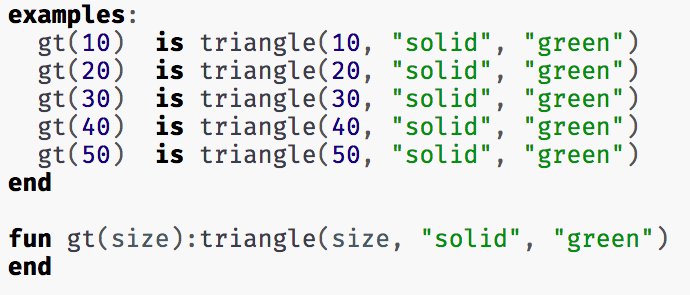 examples:
gt(10) is triangle(10, "solid", "green")
gt(20) is triangle(20, "solid", "green")
gt(30) is triangle(30, "solid", "green")
gt(40) is triangle(40, "solid", "green")
gt(50) is triangle(50, "solid", "green")
end
fun gt(size):triangle(size, "solid", "green")
end